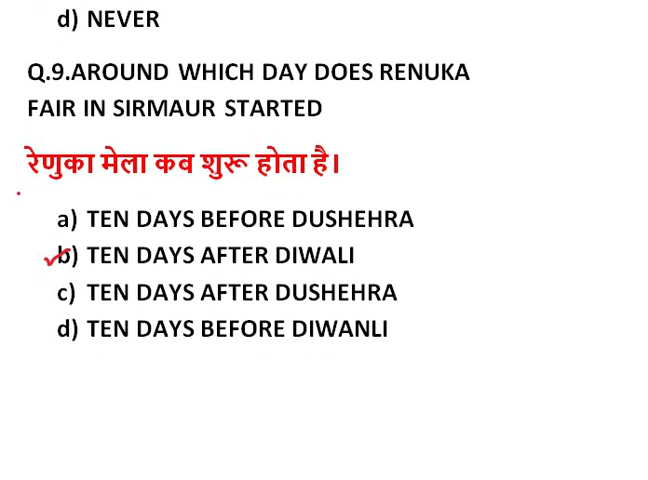 d) NEVER
Q.9.AROUND WHICH DAY DOES RENUKA
FAIR IN SIRMAUR STARTED
रेणुका मेला कब शुरू होता है।
a) TEN DAYS BEFORE DUSHEHRA
b) TEN DAYS AFTER DIWALI
c) TEN DAYS AFTER DUSHEHRA
d) TEN DAYS BEFORE DIWANLI